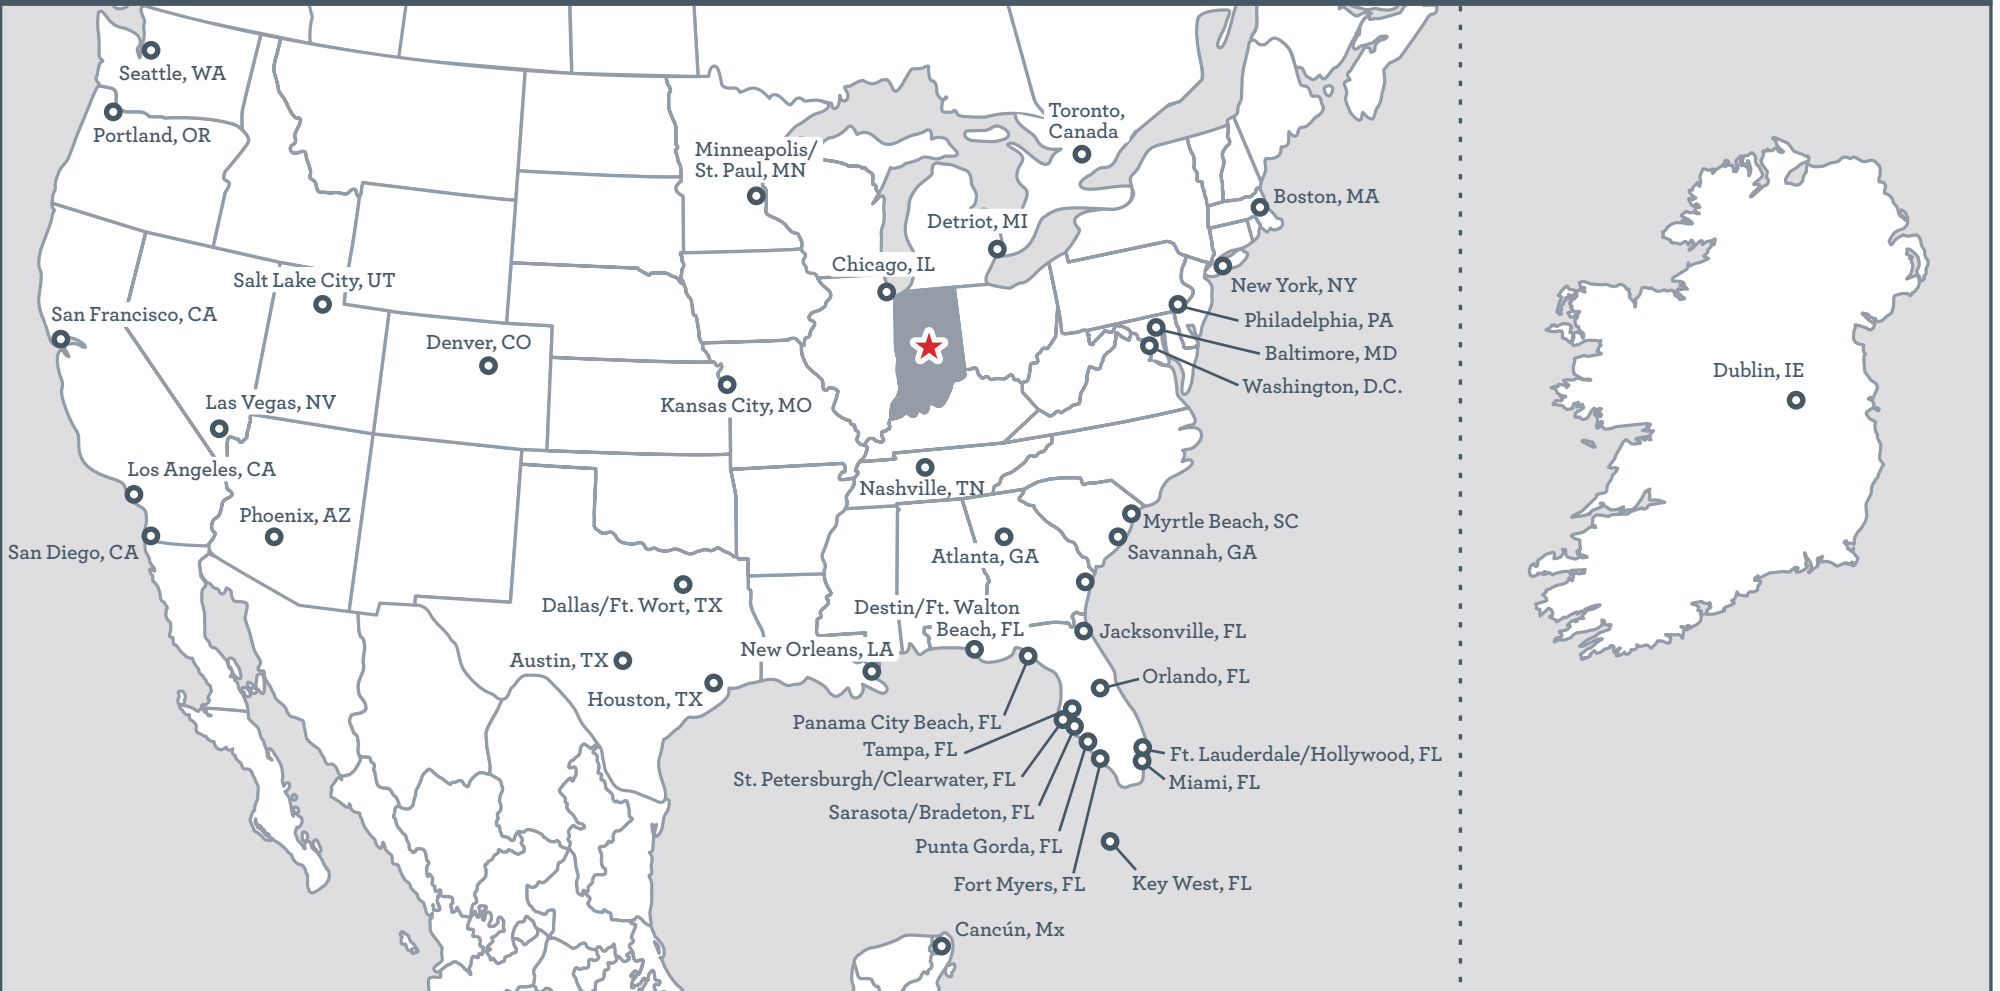 Seattle, WA
Portland, OR
Toronto,
Canada
Minneapolis/
St. Paul, MN
Boston, MA
Detriot, MI
Chicago, IL
Salt Lake City, UT
New York, NY
San Francisco, CA
Philadelphia, PA
Denver, CO
Baltimore, MD
Dublin, IE
Washington, D.C.
Las Vegas, NV
Kansas City, MO
Los Angeles, CA
Nashville, TN
Phoenix, AZ
Myrtle Beach, SC
San Diego, CA
Atlanta, GA
Savannah, GA
Dallas/Ft. Wort, TX
Destin/Ft. Walton
Beach, FL
Jacksonville, FL
New Orleans, LA
Austin, TX
Orlando, FL
Houston, TX
Panama City Beach, FL
Tampa, FL
Ft. Lauderdale/Hollywood, FL
St. Petersburgh/Clearwater, FL
Miami, FL
Sarasota/Bradeton, FL
Punta Gorda, FL
Fort Myers, FL
Key West, FL
Cancún, Mx